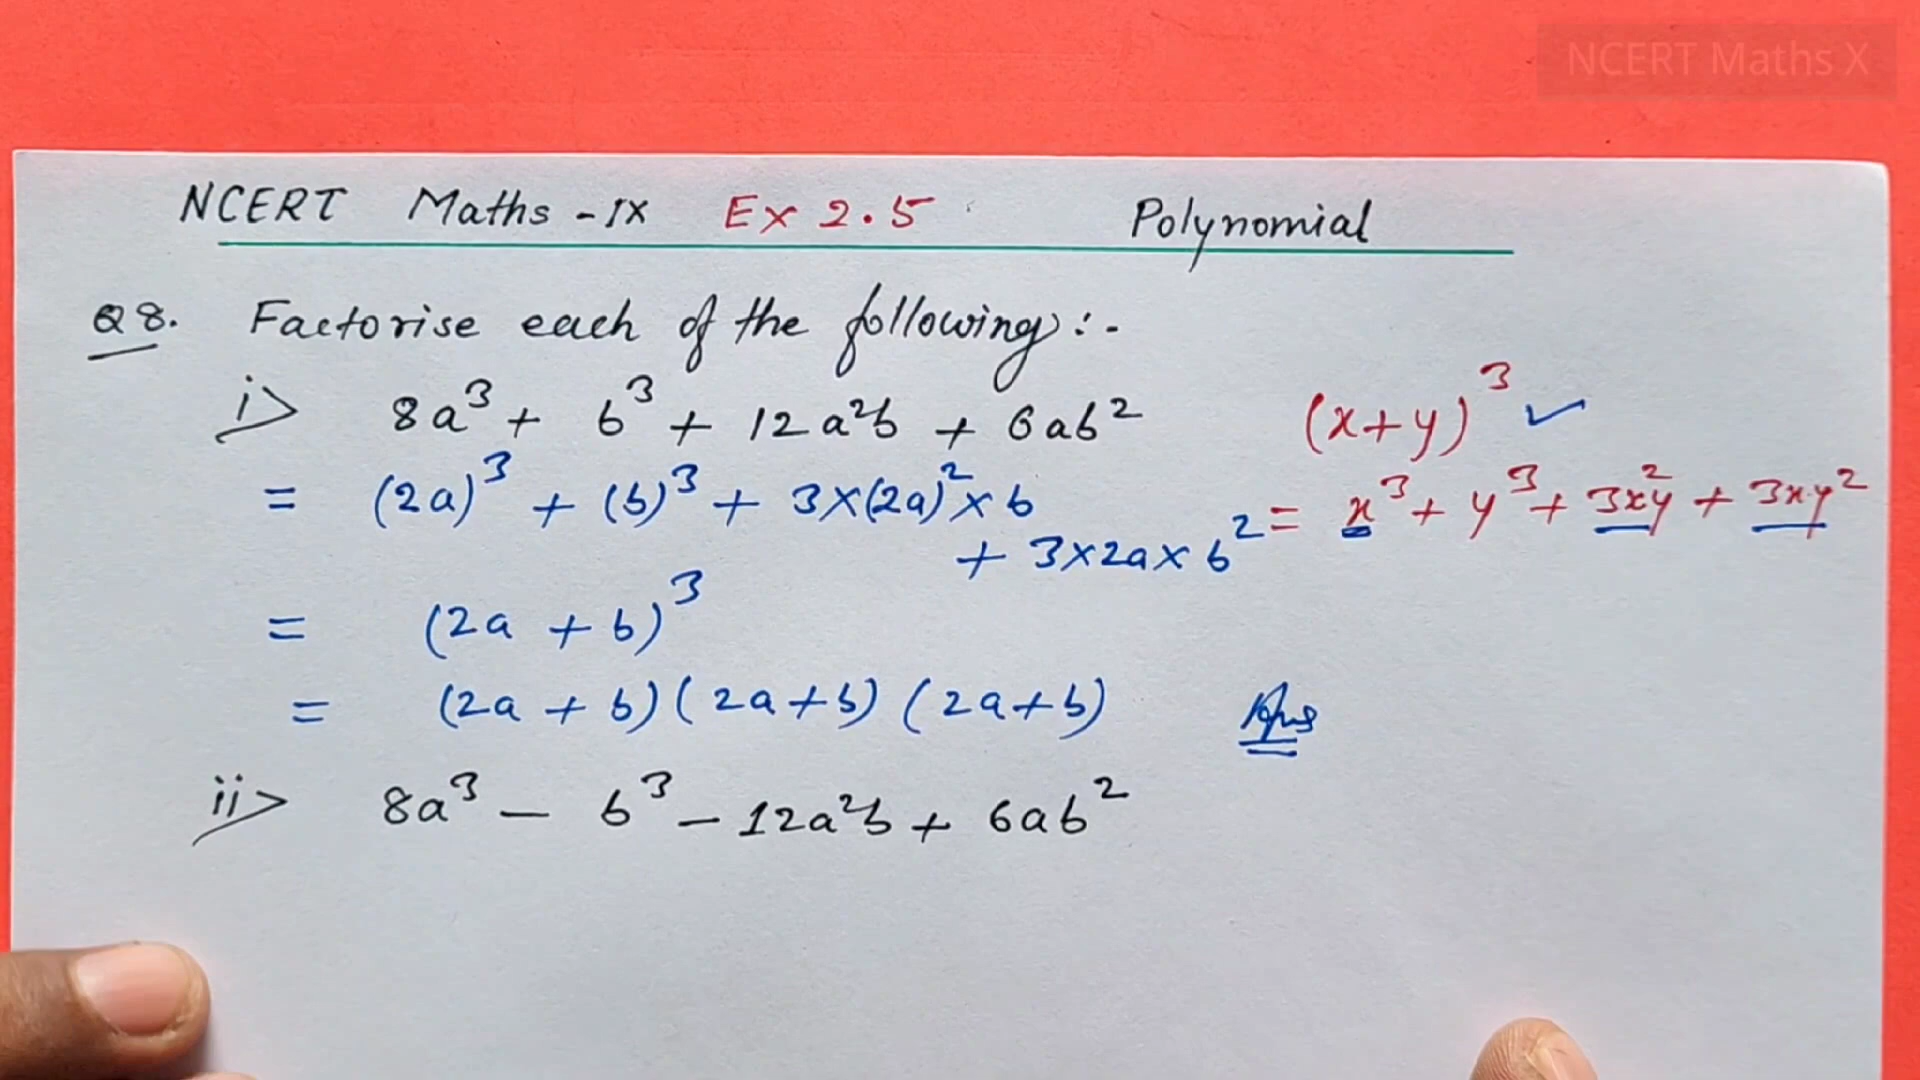 NCERT Maths X
NCERT Maths - IX Ex 2.5 Polynomial
Q8. Factorise each of the following :-
i> 8a³ + b³ + 12a²b + 6ab²
(x+y)³ ✓
= (2a)³ + (b)³ + 3×(2a)²×b
+ 3×2a×b²
= x³ + y³ + 3x²y + 3xy²
= (2a + b)³
= (2a + b) (2a+b) (2a+b) Ans
ii> 8a³ – b³ – 12a²b + 6ab²